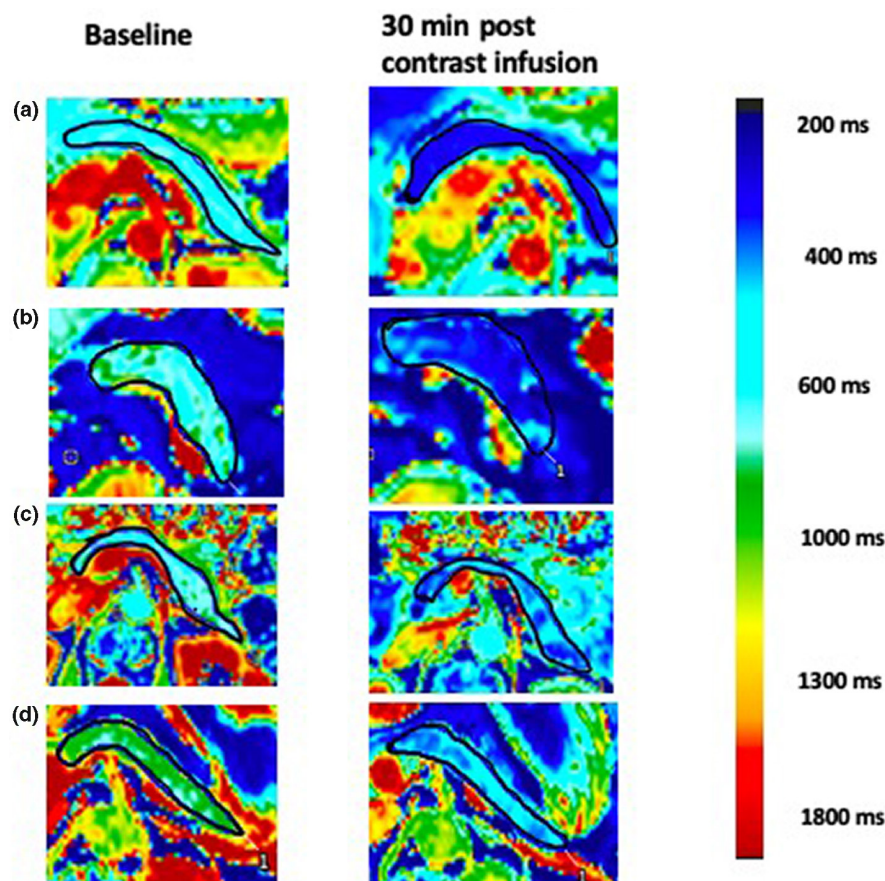 Baseline
30 min post
contrast infusion
(a)
(b)
1
(c)
(d)
1
1
200 ms
400 ms
600 ms
1000 ms
1300 ms
1800 ms